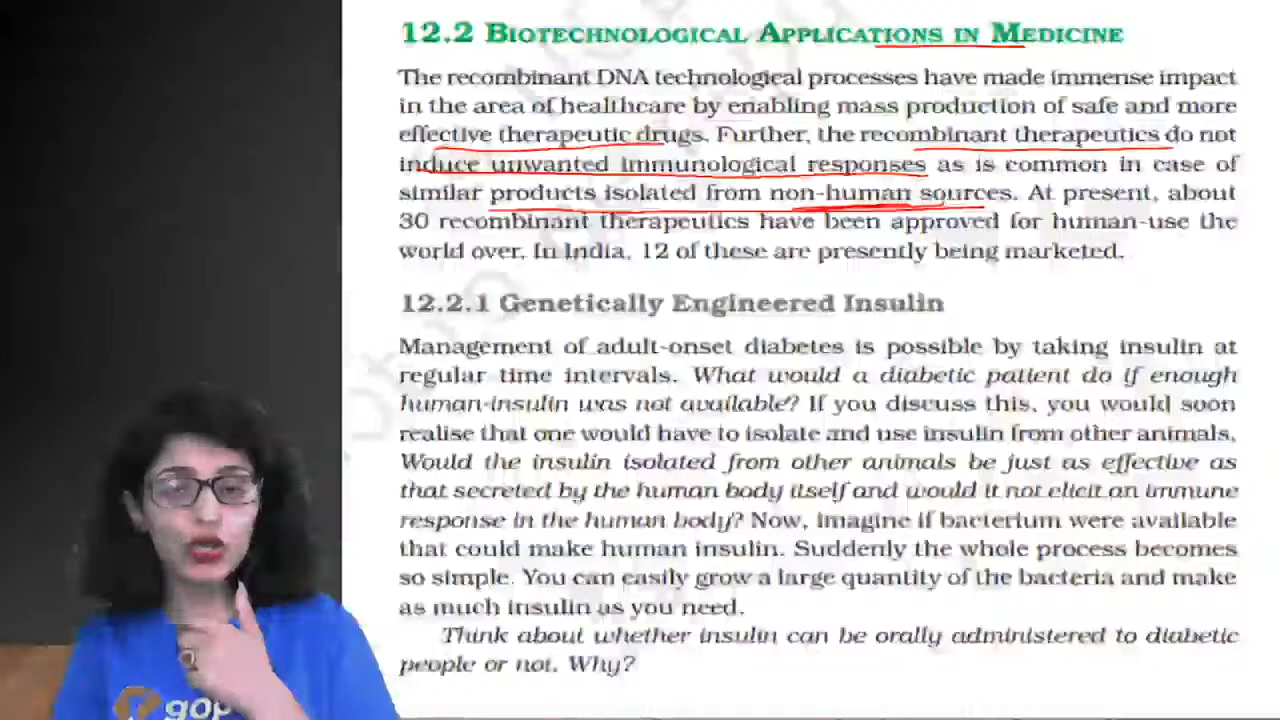 12.2 BIOTECHNOLOGICAL APPLICATIONS IN MEDICINE
The recombinant DNA technological processes have made immense impact
in the area of healthcare by enabling mass production of safe and more
effective therapeutic drugs. Further, the recombinant therapeutics do not
induce unwanted immunological responses as is common in case of
similar products isolated from non-human sources. At present, about
30 recombinant therapeutics have been approved for human-use the
world over. In India, 12 of these are presently being marketed.
12.2.1 Genetically Engineered Insulin
Management of adult-onset diabetes is possible by taking insulin at
regular time intervals. What would a diabetic patient do if enough
human-insulin was not available? If you discuss this, you would soon
realise that one would have to isolate and use insulin from other animals.
Would the insulin isolated from other animals be just as effective as
that secreted by the human body itself and would it not elicit an immune
response in the human body? Now, imagine if bacterium were available
that could make human insulin. Suddenly the whole process becomes
so simple. You can easily grow a large quantity of the bacteria and make
as much insulin as you need.
Think about whether insulin can be orally administered to diabetic
people or not. Why?
gop